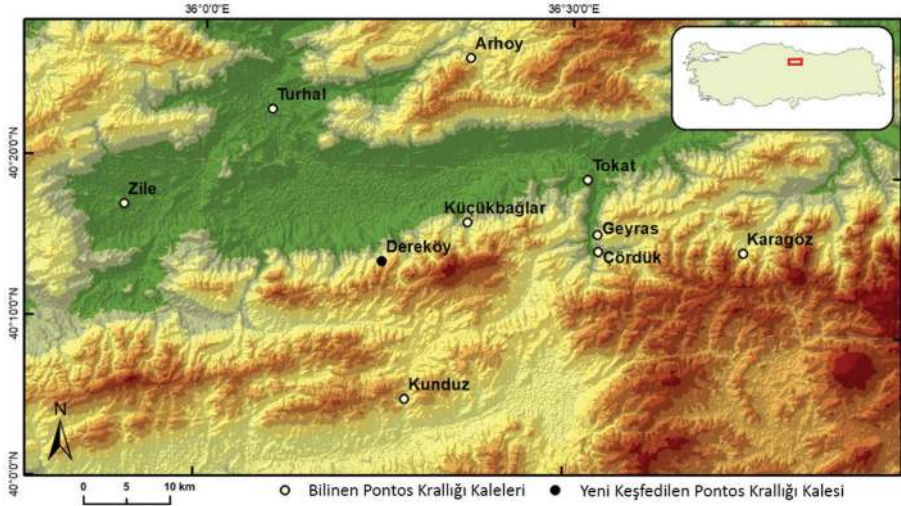 36°0'0"E
36°30'0"E
Arhoy
Turhal
40°20'0"N
Tokat
Zile
Küçükbağlar
Geyras
Karagöz
Dereköy
Çördük
40°10'0"N
Kunduz
N
40°0'0"N
0 5 10 km
Bilinen Pontos Krallığı Kaleleri
Yeni Keşfedilen Pontos Krallığı Kalesi